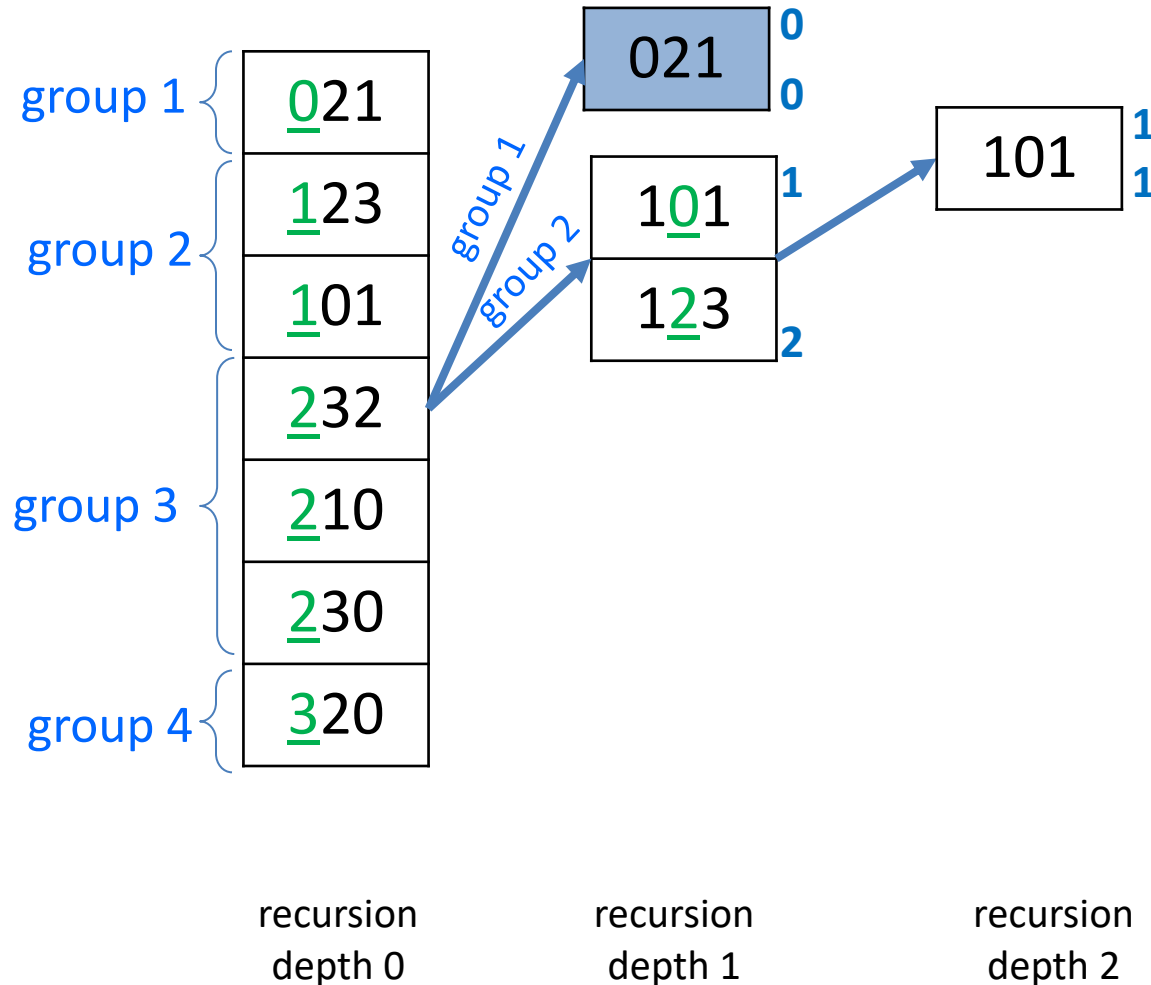 group 1
group 2
group 3
group 4
021
123
101
232
210
230
320
group 1
group 2
021
0
0
101
123
1
2
101
1
1
recursion
depth 0
recursion
depth 1
recursion
depth 2